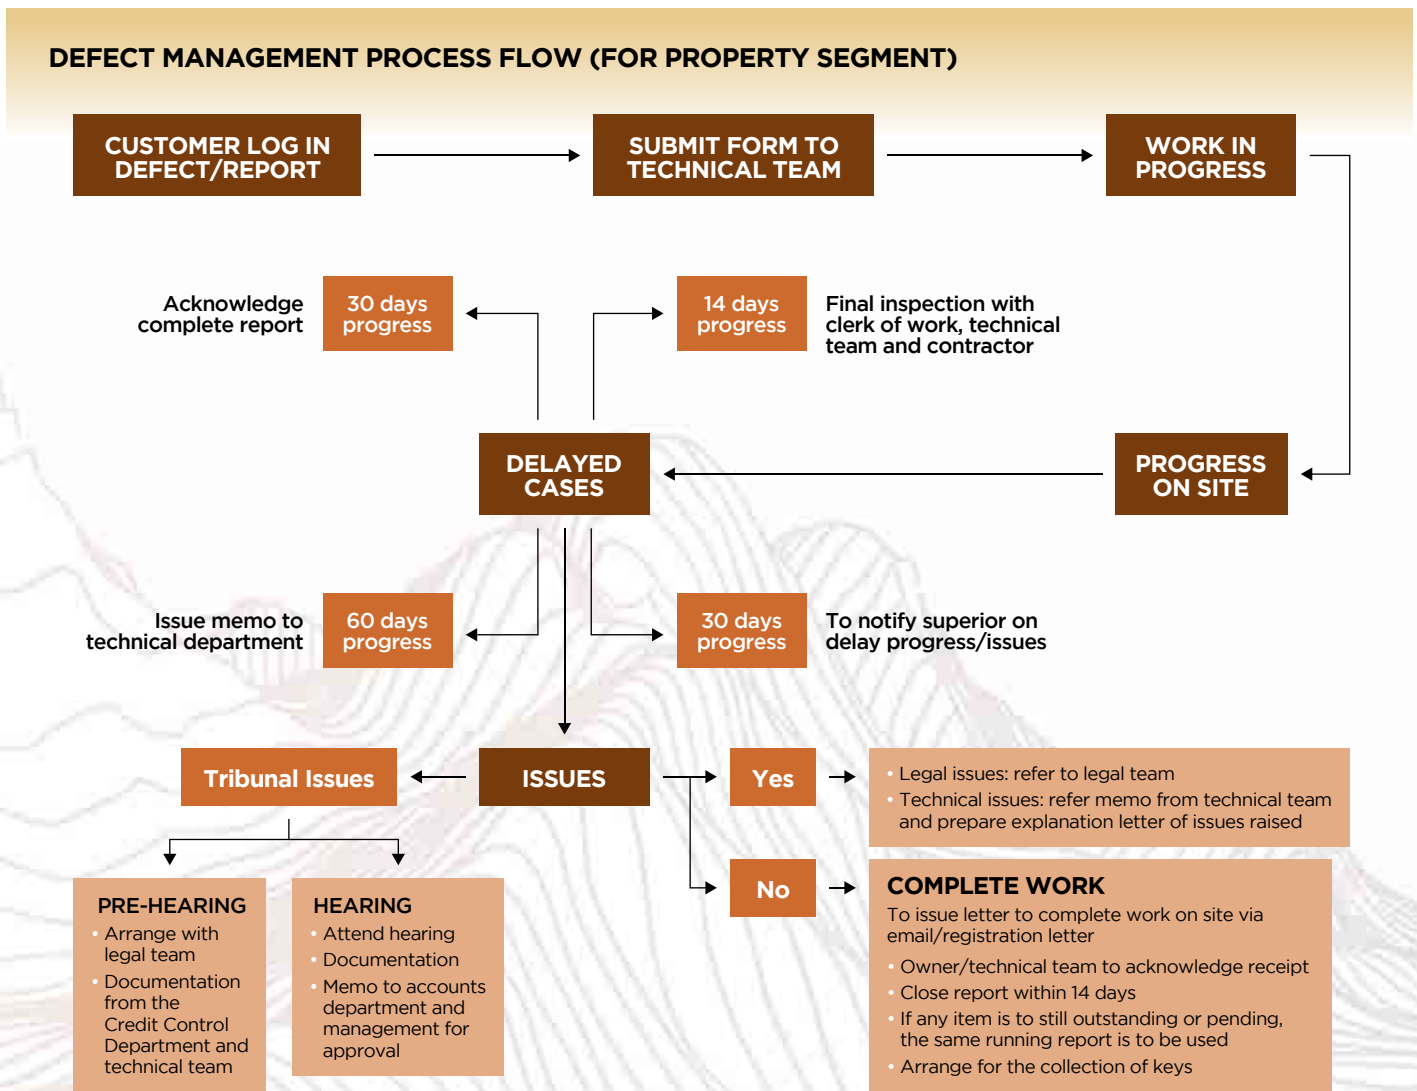 DEFECT MANAGEMENT PROCESS FLOW (FOR PROPERTY SEGMENT)
CUSTOMER LOG IN
DEFECT/REPORT
SUBMIT FORM TO
TECHNICAL TEAM
WORK IN
PROGRESS
Acknowledge
complete report
30 days
progress
14 days
progress
Final inspection with
clerk of work, technical
team and contractor
DELAYED
CASES
PROGRESS
ON SITE
Issue memo to
technical department
60 days
progress
30 days
progress
To notify superior on
delay progress/issues
Tribunal Issues
ISSUES
Yes
• Legal issues: refer to legal team
• Technical issues: refer memo from technical team
and prepare explanation letter of issues raised
No
COMPLETE WORK
To issue letter to complete work on site via
email/registration letter
• Owner/technical team to acknowledge receipt
• Close report within 14 days
• If any item is to still outstanding or pending,
the same running report is to be used
• Arrange for the collection of keys
PRE-HEARING
• Arrange with
legal team
• Documentation
from the
Credit Control
Department and
technical team
HEARING
• Attend hearing
• Documentation
• Memo to accounts
department and
management for
approval